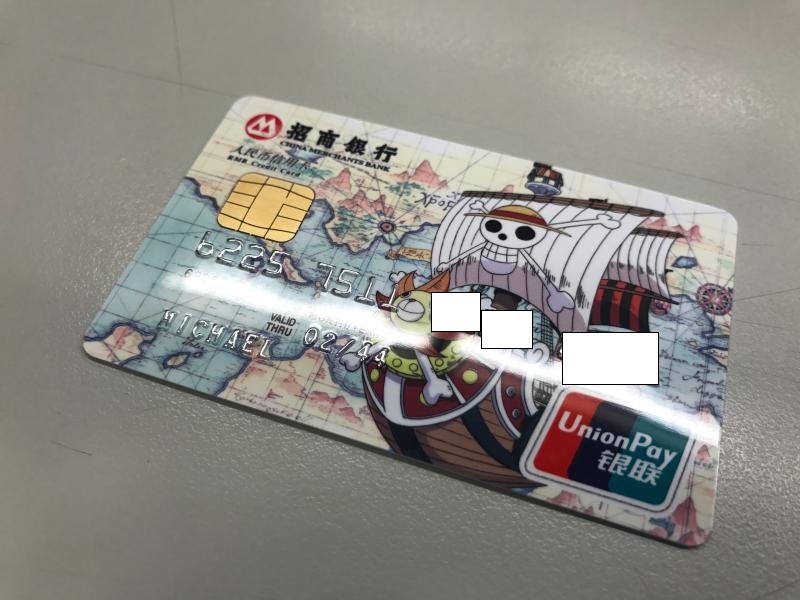 招商银行
CHINA MERCHANTS BANK
人民币信用卡
RMB Credit Card
6225 7511
VALID THRU
02/44
MICHAEL
UnionPay
银联